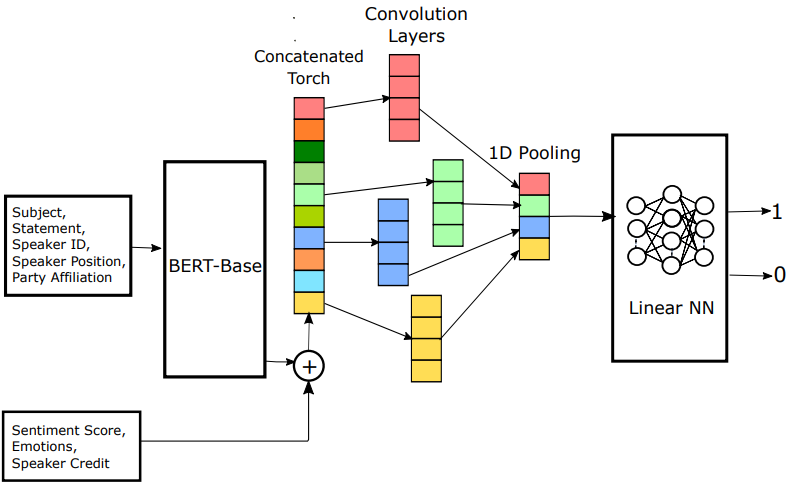 Convolution
Layers
Concatenated
Torch
1D Pooling
Subject,
Statement,
Speaker ID,
Speaker Position,
Party Affiliation
BERT-Base
+
Sentiment Score,
Emotions,
Speaker Credit
Linear NN
1
0